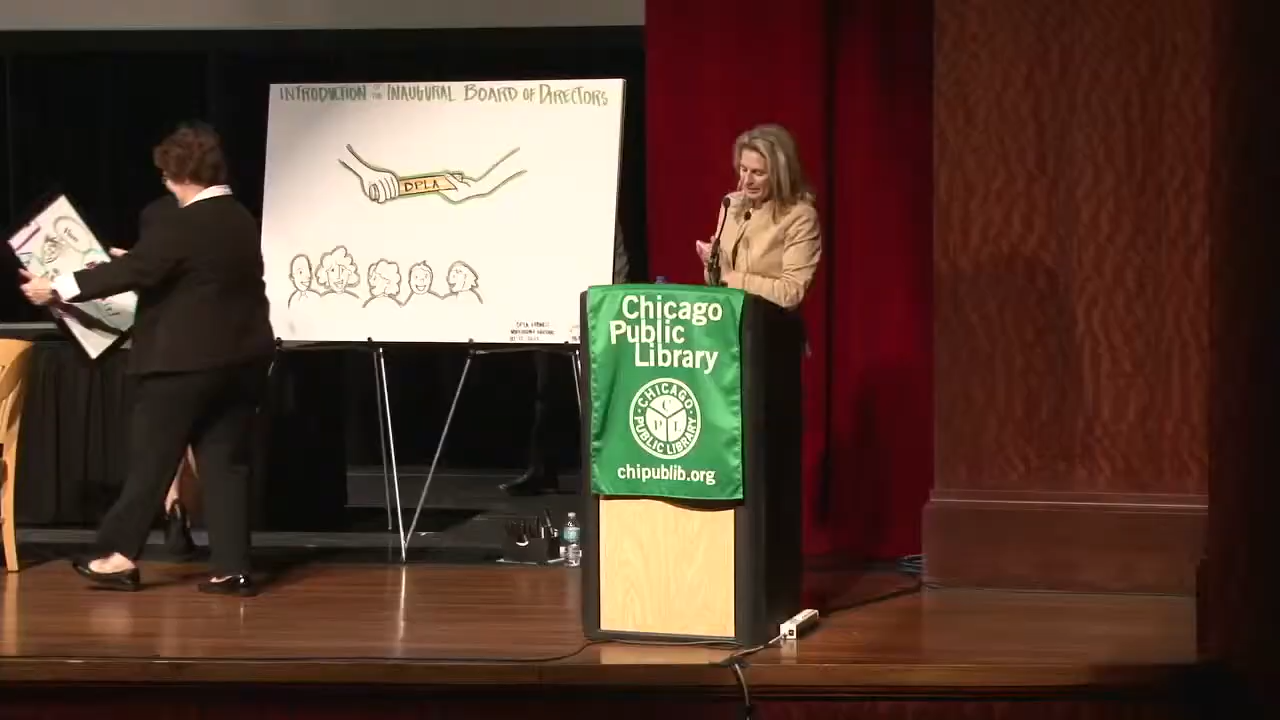 INTRODUCTION OF THE INAUGURAL BOARD OF DIRECTORS
DPLA
Chicago
Public
Library
CHICAGO
PUBLIC LIBRARY
chipublib.org